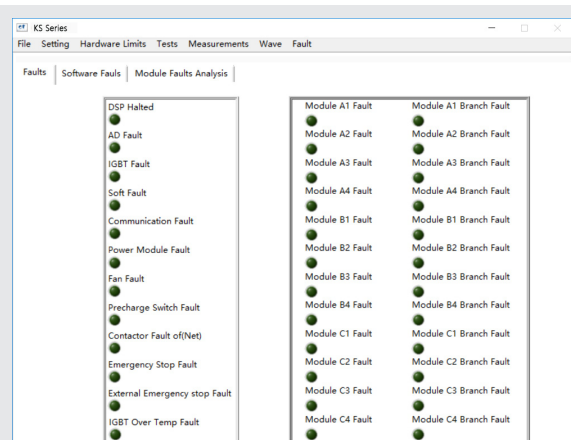 KS Series
File Setting Hardware Limits Tests Measurements Wave Fault
Faults Software Fauls Module Faults Analysis
DSP Halted
AD Fault
IGBT Fault
Soft Fault
Communication Fault
Power Module Fault
Fan Fault
Precharge Switch Fault
Contactor Fault of(Net)
Emergency Stop Fault
External Emergency stop Fault
IGBT Over Temp Fault
Module A1 Fault Module A1 Branch Fault
Module A2 Fault Module A2 Branch Fault
Module A3 Fault Module A3 Branch Fault
Module A4 Fault Module A4 Branch Fault
Module B1 Fault Module B1 Branch Fault
Module B2 Fault Module B2 Branch Fault
Module B3 Fault Module B3 Branch Fault
Module B4 Fault Module B4 Branch Fault
Module C1 Fault Module C1 Branch Fault
Module C2 Fault Module C2 Branch Fault
Module C3 Fault Module C3 Branch Fault
Module C4 Fault Module C4 Branch Fault